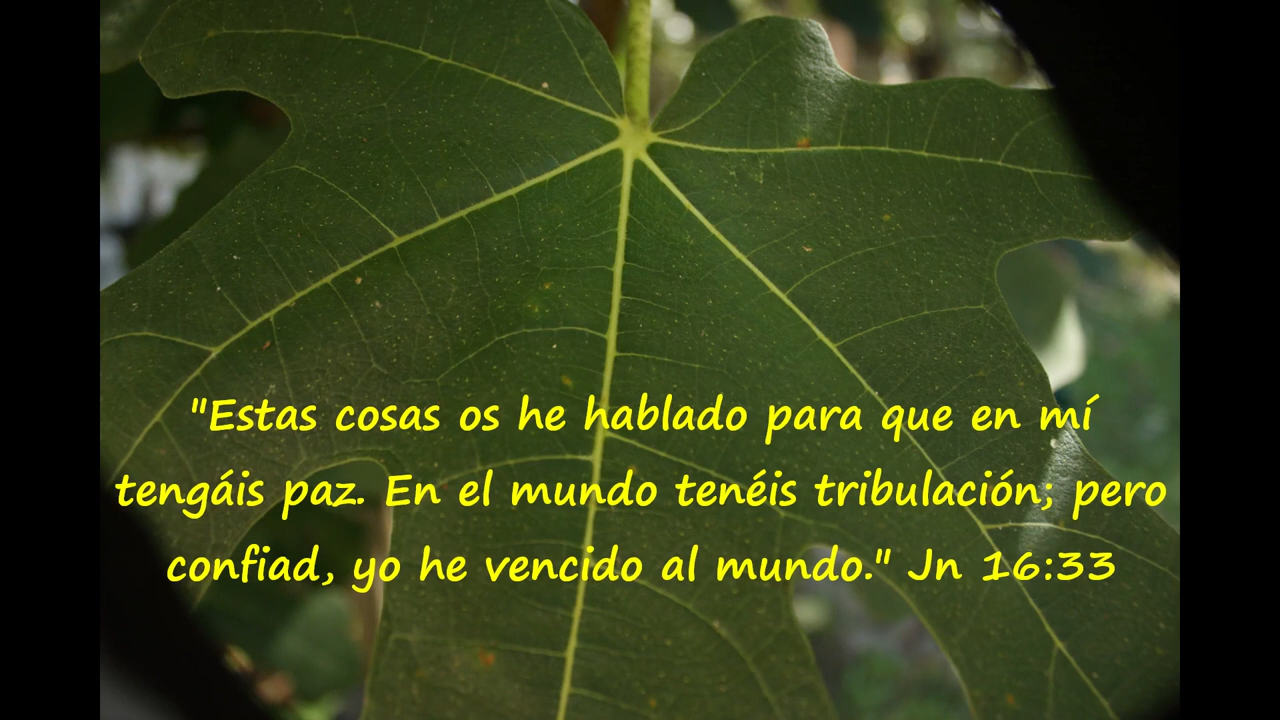 "Estas cosas os he hablado para que en mí
tengáis paz. En el mundo tenéis tribulación; pero
confiad, yo he vencido al mundo." Jn 16:33